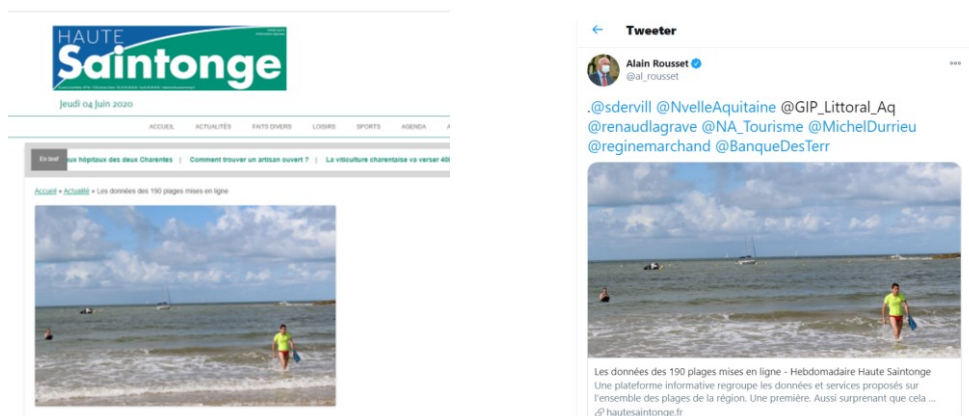 HAUTE
Saintonge
Jeudi 04 Juin 2020
ACCUEIL ACTUALITÉS FAITS DIVERS LOISIRS SPORTS AGENDA A
En bref ux hôpitaux des deux Charentes | Comment trouver un artisan ouvert ? | La viticulture charentaise va verser 400
Accueil » Actualité » Les données des 190 plages mises en ligne
Tweeter
Alain Rousset
@al_rousset
.@sdervill @NvelleAquitaine @GIP_Littoral_Aq
@renaudlagrave @NA_Tourisme @MichelDurrieu
@reginemarchand @BanqueDesTerr
Les données des 190 plages mises en ligne - Hebdomadaire Haute Saintonge
Une plateforme informative regroupe les données et services proposés sur
l'ensemble des plages de la région. Une première. Aussi surprenant que cela ...
hautesaintonge.fr